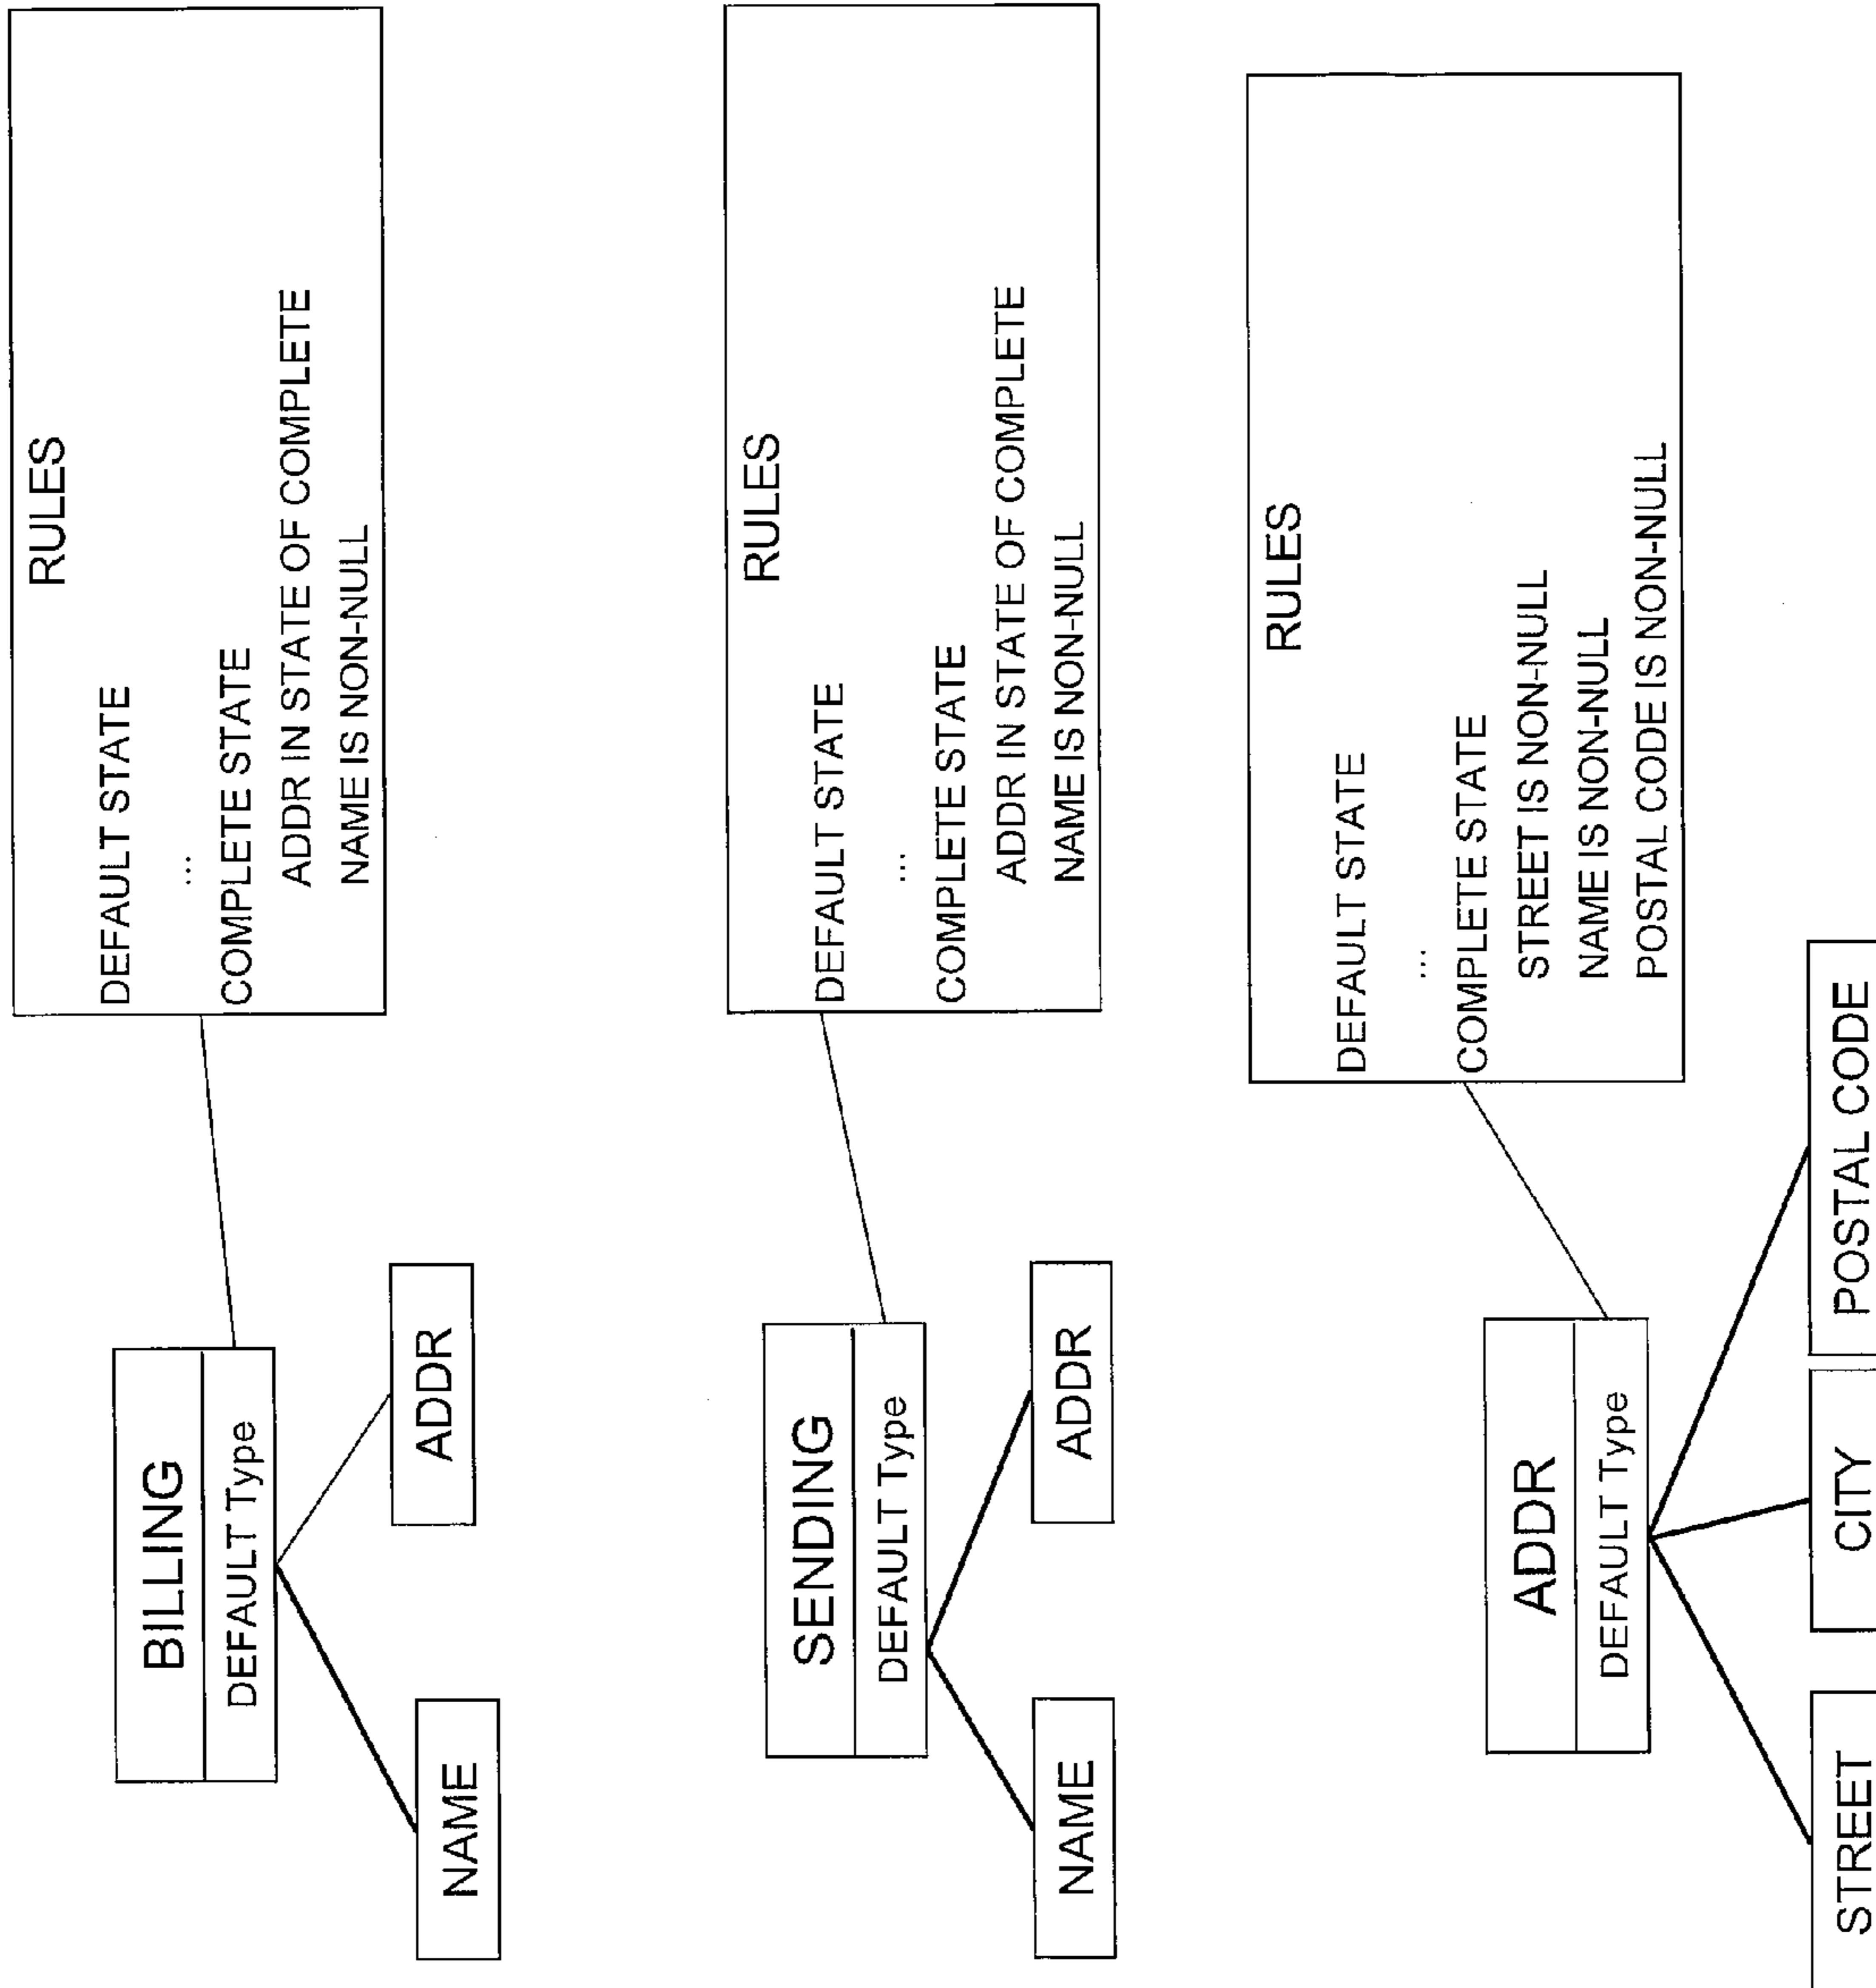 BILLING
DEFAULT Type
NAME
ADDR
RULES
DEFAULT STATE
...
COMPLETE STATE
ADDR IN STATE OF COMPLETE
NAME IS NON-NULL
SENDING
DEFAULT Type
NAME
ADDR
RULES
DEFAULT STATE
...
COMPLETE STATE
ADDR IN STATE OF COMPLETE
NAME IS NON-NULL
ADDR
DEFAULT Type
STREET
CITY
POSTAL CODE
RULES
DEFAULT STATE
...
COMPLETE STATE
STREET IS NON-NULL
NAME IS NON-NULL
POSTAL CODE IS NON-NULL